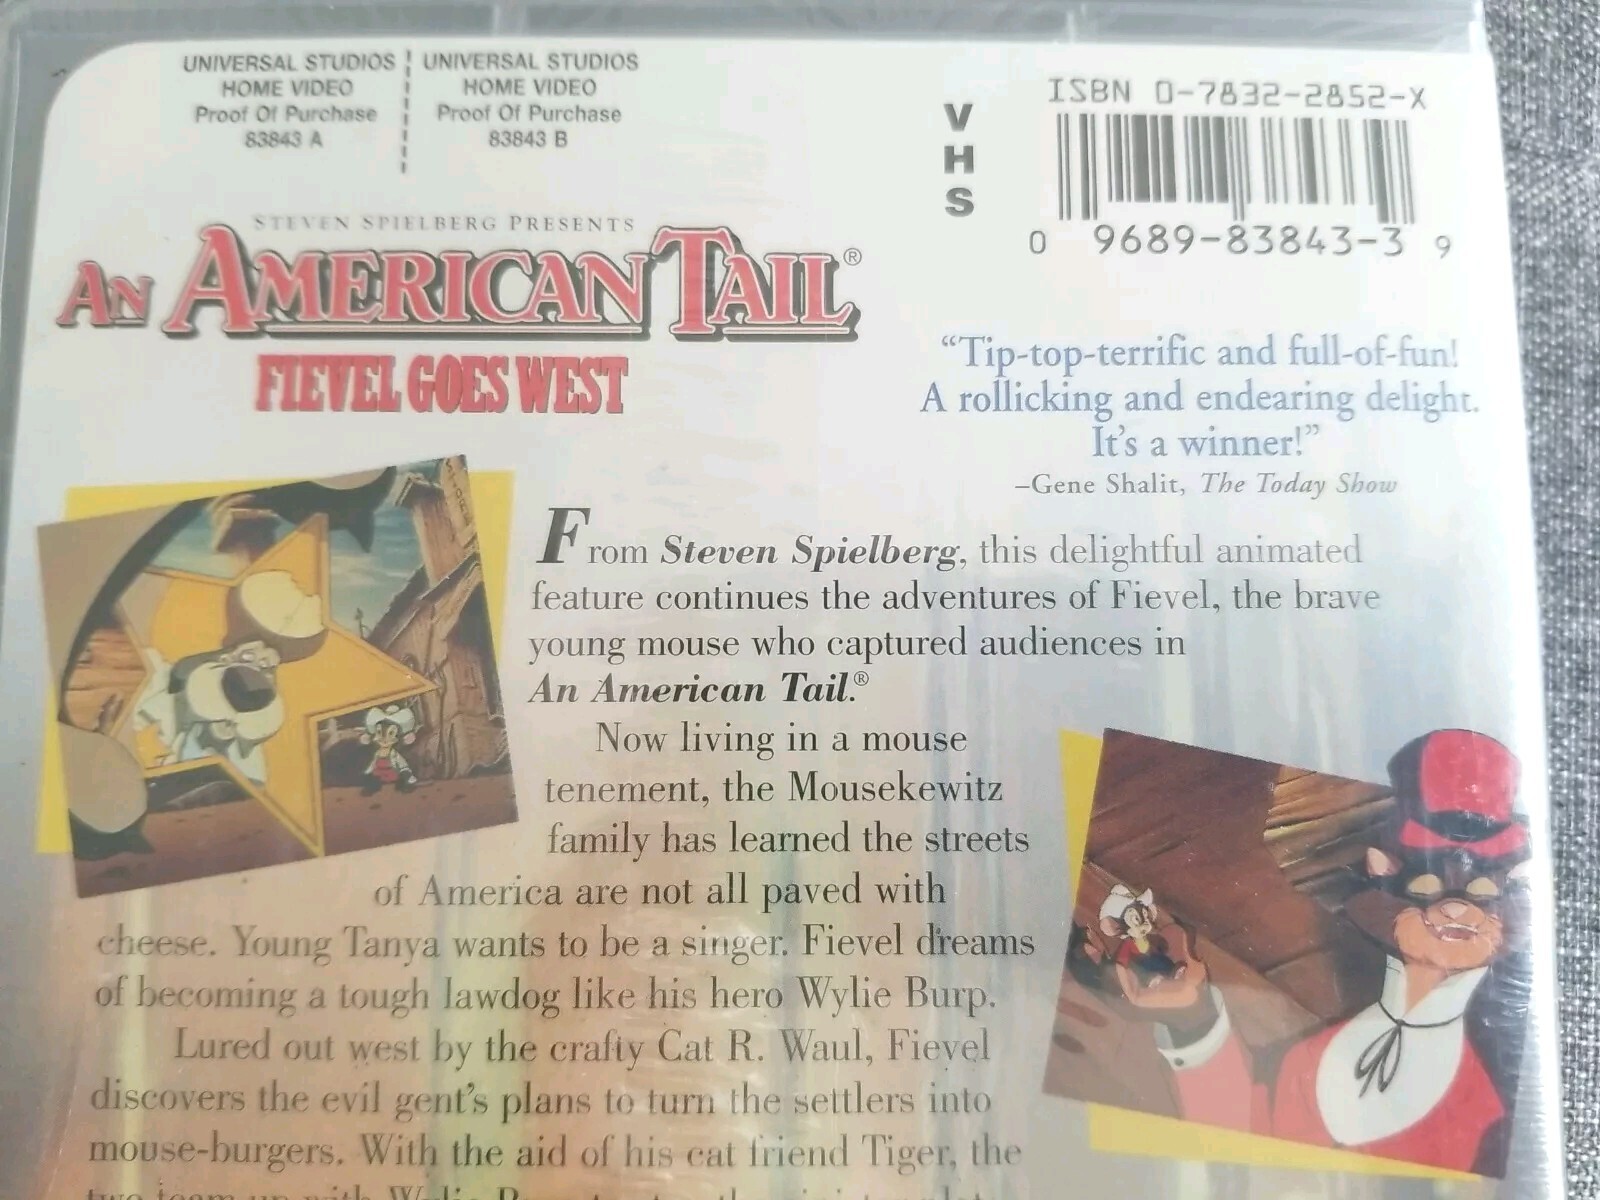 UNIVERSAL STUDIOS
HOME VIDEO
Proof Of Purchase
83843 A
UNIVERSAL STUDIOS
HOME VIDEO
Proof Of Purchase
83843 B
VHS
ISBN 0-7832-2852-X
0 9689-83843-3 9
STEVEN SPIELBERG PRESENTS
AN AMERICAN TAIL®
FIEVEL GOES WEST
“Tip-top-terrific and full-of-fun!
A rollicking and endearing delight.
It’s a winner!”
–Gene Shalit, The Today Show
From Steven Spielberg, this delightful animated
feature continues the adventures of Fievel, the brave
young mouse who captured audiences in
An American Tail.®
Now living in a mouse
tenement, the Mousekewitz
family has learned the streets
of America are not all paved with
cheese. Young Tanya wants to be a singer. Fievel dreams
of becoming a tough lawdog like his hero Wylie Burp.
Lured out west by the crafty Cat R. Waul, Fievel
discovers the evil gent’s plans to turn the settlers into
mouse-burgers. With the aid of his cat friend Tiger, the
two team up with Wylie